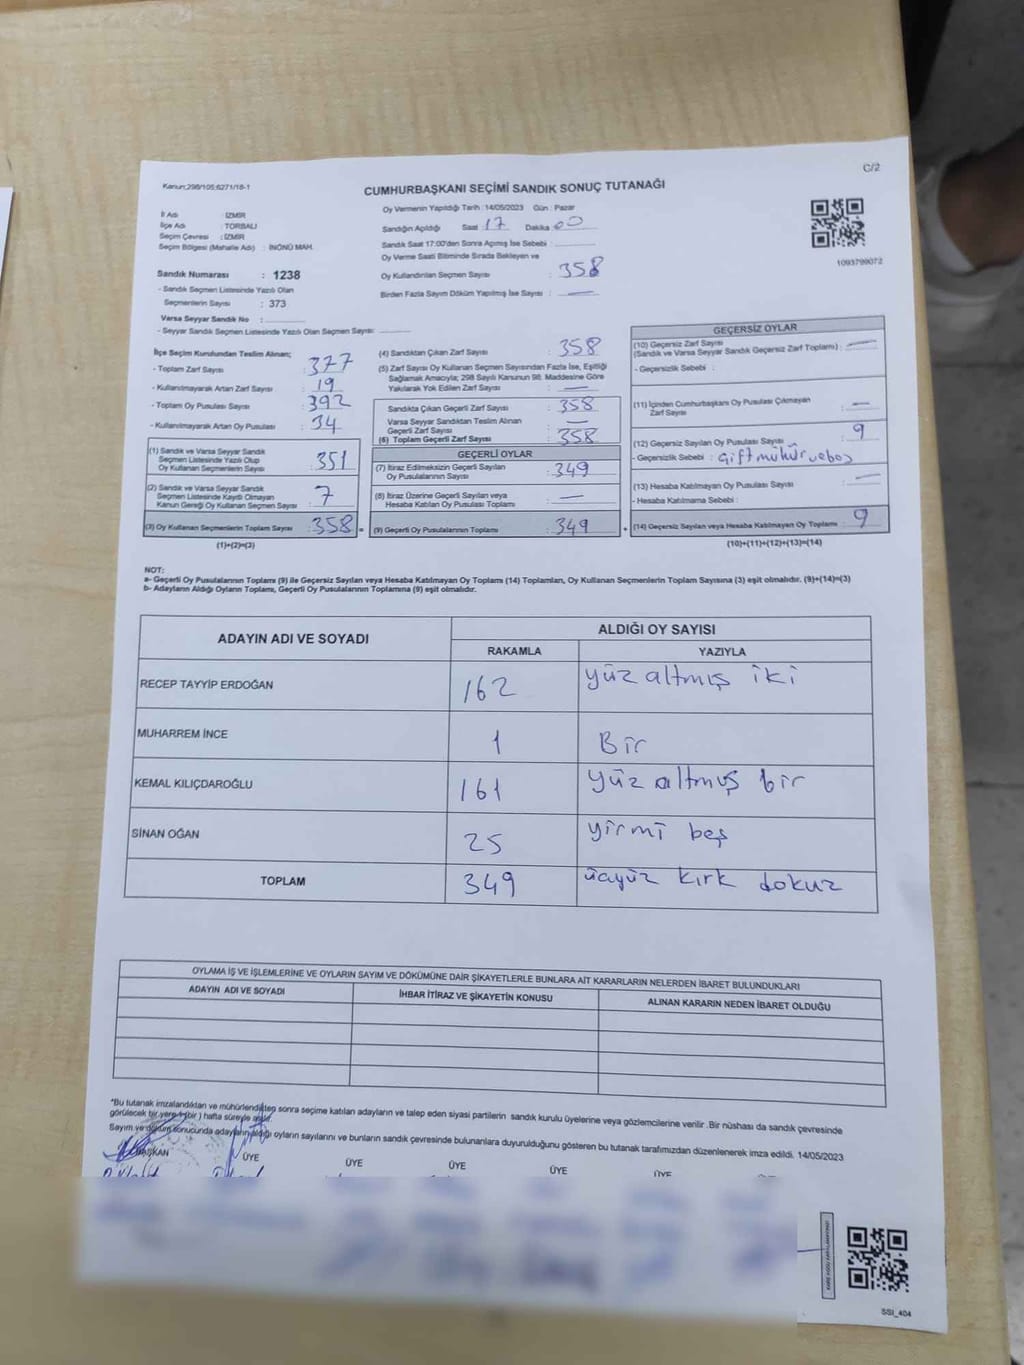 C/2
Kanun;298/105;6271/18-1
CUMHURBAŞKANI SEÇİMİ SANDIK SONUÇ TUTANAĞI
İl Adı : İZMİR
İlçe Adı : TORBALI
Seçim Çevresi : İZMİR
Seçim Bölgesi (Mahalle Adı) : İNÖNÜ MAH.
Oy Vermenin Yapıldığı Tarih : 14/05/2023 Gün : Pazar
Sandığın Açıldığı Saat 17 Dakika 00
Sandık Saat 17:00'den Sonra Açımış İse Sebebi :
Oy Verme Saati Bitiminde Sırada Bekleyen ve
Oy Kullandırılan Seçmen Sayısı : 358
Birden Fazla Sayım Döküm Yapılmış İse Sayısı : —
1093799072
Sandık Numarası : 1238
- Sandık Seçmen Listesinde Yazılı Olan
Seçmenlerin Sayısı : 373
Varsa Seyyar Sandık No :
- Seyyar Sandık Listesinde Yazılı Olan Seçmen Sayısı:
İlçe Seçim Kurulundan Teslim Alınan;
- Toplam Zarf Sayısı : 377
- Kullanılmayarak Artan Zarf Sayısı : 19
- Toplam Oy Pusulası Sayısı : 392
- Kullanılmayarak Artan Oy Pusulası : 34
(1) Sandık ve Varsa Seyyar Sandık
Seçmen Listesinde Yazılı Olup
Oy Kullanan Seçmenlerin Sayısı : 351
(2) Sandık ve Varsa Seyyar Sandık
Seçmen Listesinde Kayıtlı Olmayan
Kanun Gereği Oy Kullanan Seçmen Sayısı : 7
(3) Oy Kullanan Seçmenlerin Toplam Sayısı : 358 =
(1)+(2)=(3)
(4) Sandıktan Çıkan Zarf Sayısı : 358
(5) Zarf Sayısı Oy Kullanan Seçmen Sayısından Fazla İse, Eşitliği
Sağlamak Amacıyla; 298 Sayılı Kanunun 98. Maddesine Göre
Yakılarak Yok Edilen Zarf Sayısı : —
Sandıkta Çıkan Geçerli Zarf Sayısı : 358
Varsa Seyyar Sandıktan Teslim Alınan
Geçerli Zarf Sayısı : —
(6) Toplam Geçerli Zarf Sayısı : 358
GEÇERLİ OYLAR
(7) İtiraz Edilmeksizin Geçerli Sayılan
Oy Pusulasının Sayısı : 349
(8) İtiraz Üzerine Geçerli Sayılan veya
Hesaba Katılan Oy Pusulası Toplamı : —
(9) Geçerli Oy Pusulalarının Toplamı : 349 +
GEÇERSİZ OYLAR
(10) Geçersiz Zarf Sayısı
(Sandık ve Varsa Seyyar Sandık Geçersiz Zarf Toplamı) : —
- Geçersizlik Sebebi :
(11) İçinden Cumhurbaşkanı Oy Pusulası Çıkmayan
Zarf Sayısı : —
(12) Geçersiz Sayılan Oy Pusulası Sayısı : 9
- Geçersizlik Sebebi : Çift mühür ve boş
(13) Hesaba Katılmayan Oy Pusulası Sayısı : —
- Hesaba Katılmama Sebebi :
(14) Geçersiz Sayılan veya Hesaba Katılmayan Oy Toplamı : 9
(10)+(11)+(12)+(13)=(14)
NOT:
a- Geçerli Oy Pusulalarının Toplamı (9) ile Geçersiz Sayılan veya Hesaba Katılmayan Oy Toplamı (14) Toplamları, Oy Kullanan Seçmenlerin Toplam Sayısına (3) eşit olmalıdır. (9)+(14)=(3)
b- Adayların Aldığı Oyların Toplamı, Geçerli Oy Pusulalarının Toplamına (9) eşit olmalıdır.
ADAYIN ADI VE SOYADI ALDIĞI OY SAYISI
RAKAMLA YAZIYLA
RECEP TAYYİP ERDOĞAN 162 yüz altmış iki
MUHARREM İNCE 1 Bir
KEMAL KILIÇDAROĞLU 161 yüz altmış bir
SİNAN OĞAN 25 yirmi beş
TOPLAM 349 üçyüz kırk dokuz
OYLAMA İŞ VE İŞLEMLERİNE VE OYLARIN SAYIM VE DÖKÜMÜNE DAİR ŞİKAYETLERLE BUNLARA AİT KARARLARIN NELERDEN İBARET BULUNDUKLARI
ADAYIN ADI VE SOYADI İHBAR İTİRAZ VE ŞİKAYETİN KONUSU ALINAN KARARIN NEDEN İBARET OLDUĞU
"Bu tutanak imzalandıktan ve mühürlendikten sonra seçime katılan adayların ve talep eden siyasi partilerin sandık kurulu üyelerine veya gözlemcilerine verilir .Bir nüshası da sandık çevresinde
görülecek bir yere 1 (bir ) hafta süreyle asılır.
Sayım ve döküm sonucunda adayların aldığı oyların sayılarını ve bunların sandık çevresinde bulunanlara duyurulduğunu gösteren bu tutanak tarafımızdan düzenlenerek imza edildi. 14/05/2023
BAŞKAN ÜYE ÜYE ÜYE ÜYE ÜYE
SSI_404